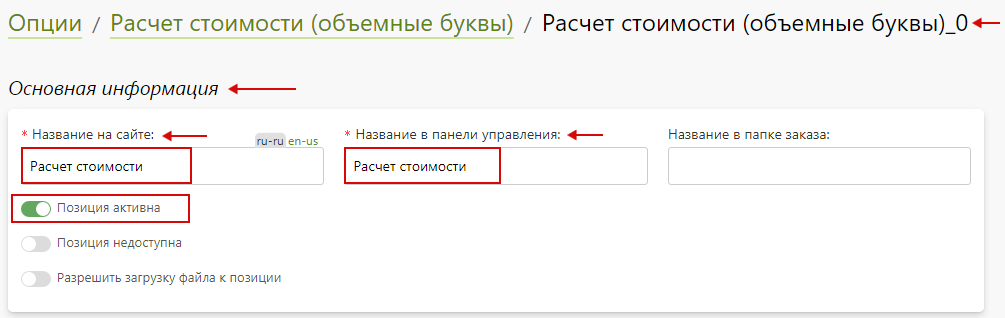 Опции / Расчет стоимости (объемные буквы) / Расчет стоимости (объемные буквы)_0
Основная информация
* Название на сайте: ru-ru en-us * Название в панели управления: Название в папке заказа:
Расчет стоимости Расчет стоимости
Позиция активна
Позиция недоступна
Разрешить загрузку файла к позиции